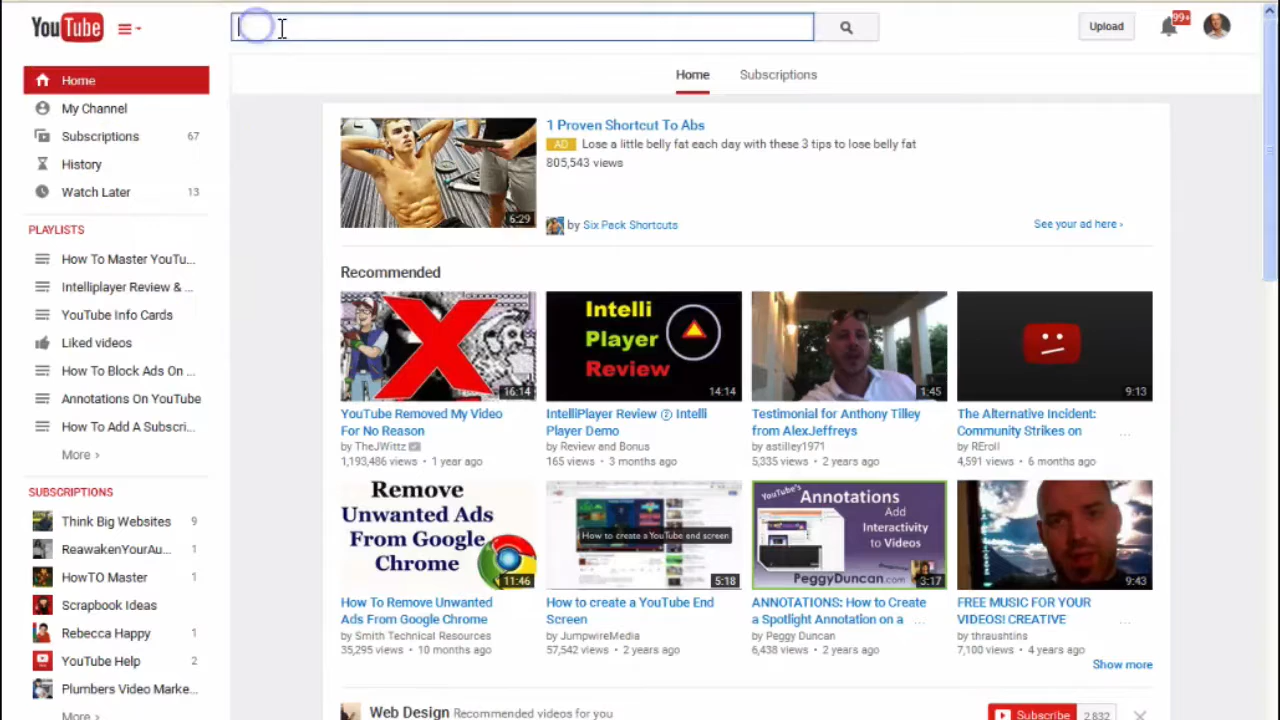 YouTube
Upload
99+
Home
My Channel
Subscriptions 67
History
Watch Later 13
PLAYLISTS
How To Master YouTu...
Intelliplayer Review & ...
YouTube Info Cards
Liked videos
How To Block Ads On ...
Annotations On YouTube
How To Add A Subscri...
More ›
SUBSCRIPTIONS
Think Big Websites 9
ReawakenYourAu... 1
HowTO Master 1
Scrapbook Ideas 1
Rebecca Happy 1
YouTube Help 2
Plumbers Video Marke...
More ›
Home Subscriptions
1 Proven Shortcut To Abs
AD Lose a little belly fat each day with these 3 tips to lose belly fat
805,543 views
6:29
by Six Pack Shortcuts
See your ad here ›
Recommended
16:14
YouTube Removed My Video
For No Reason
by TheJWittz
1,193,486 views • 1 year ago
Intelli
Player
Review
14:14
IntelliPlayer Review ② Intelli
Player Demo
by Review and Bonus
165 views • 3 months ago
1:45
Testimonial for Anthony Tilley
from AlexJeffreys
by astilley1971
5,335 views • 2 years ago
9:13
The Alternative Incident:
Community Strikes on ...
by REroll
4,591 views • 6 months ago
Remove
Unwanted Ads
From Google
Chrome
11:46
How To Remove Unwanted
Ads From Google Chrome
by Smith Technical Resources
35,295 views • 10 months ago
How to create a YouTube end screen
5:18
How to create a YouTube End
Screen
by JumpwireMedia
57,542 views • 2 years ago
YouTube's
Annotations
Add
Interactivity
to Videos
PeggyDuncan.com
3:17
ANNOTATIONS: How to Create
a Spotlight Annotation on a ...
by Peggy Duncan
6,438 views • 2 years ago
9:43
FREE MUSIC FOR YOUR
VIDEOS! CREATIVE ...
by thraushtins
7,100 views • 4 years ago
Show more
Web Design Recommended videos for you
Subscribe 2,832